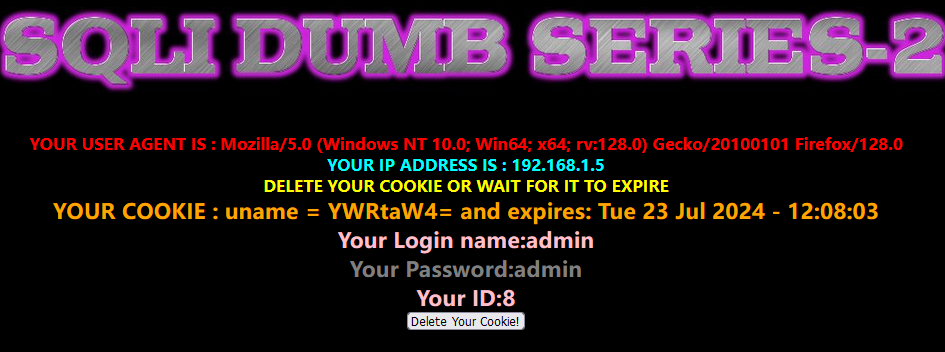 SQLI DUMB SERIES-2
YOUR USER AGENT IS : Mozilla/5.0 (Windows NT 10.0; Win64; x64; rv:128.0) Gecko/20100101 Firefox/128.0
YOUR IP ADDRESS IS : 192.168.1.5
DELETE YOUR COOKIE OR WAIT FOR IT TO EXPIRE
YOUR COOKIE : uname = YWRtaW4= and expires: Tue 23 Jul 2024 - 12:08:03
Your Login name:admin
Your Password:admin
Your ID:8
Delete Your Cookie!